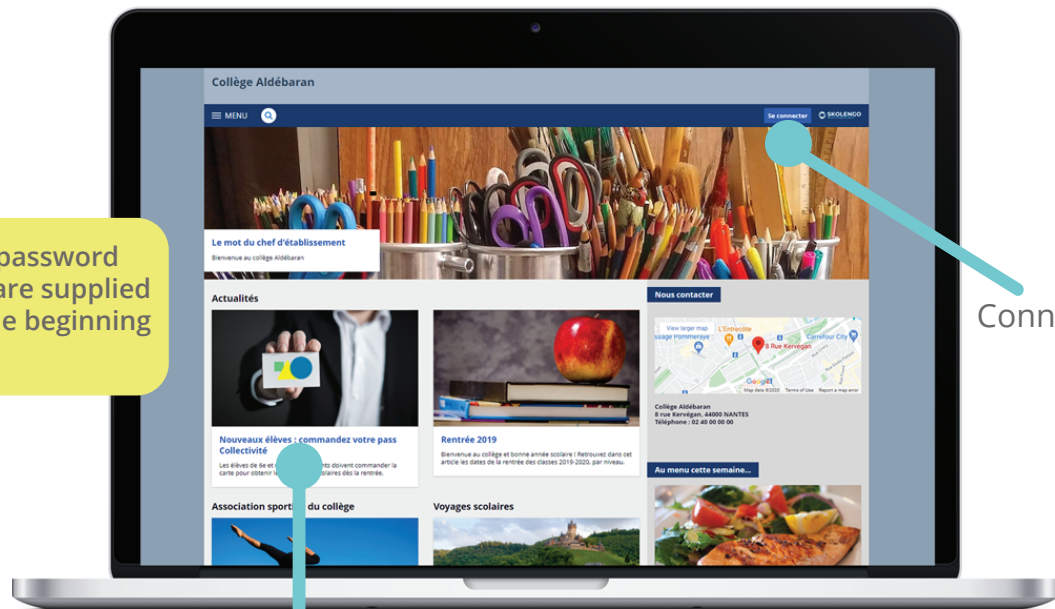 Collège Aldébaran
MENU
Se connecter
SKOLENGO
Le mot du chef d'établissement
Bienvenue au collège Aldébaran
password
are supplied
e beginning
Conn
Actualités
Nouveaux élèves : commandez votre pass
Collectivité
Les élèves de 6e et
nts doivent commander la
carte pour obtenir le
olaires dès la rentrée.
Rentrée 2019
Bienvenue au collège et bonne année scolaire ! Retrouvez dans cet
article les dates de la rentrée des classes 2019-2020, par niveau.
Association sportive du collège
Voyages scolaires
Nous contacter
View larger map
L'Entrecôte
ssage Pommeraye
Carrefour City
8 Rue Kervégan
Google
Map data ©2020 Terms of Use Report a map error
Collège Aldébaran
8 rue Kervégan, 44000 NANTES
Téléphone : 02 40 00 00 00
Au menu cette semaine...